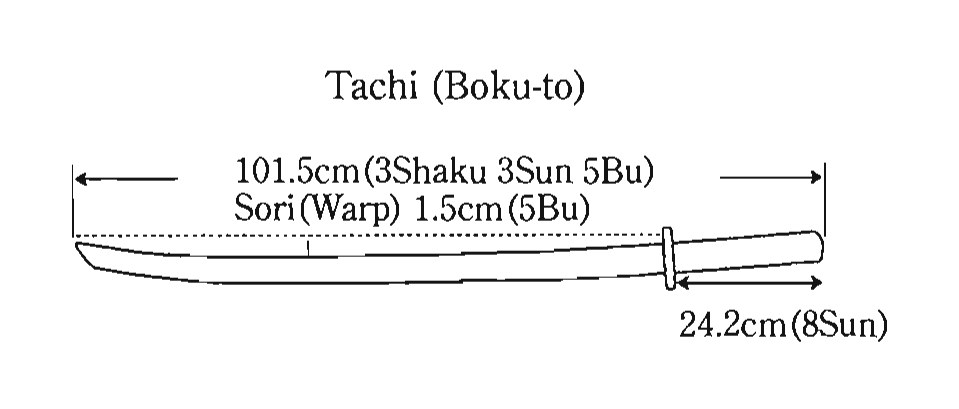 Tachi (Boku-to)
101.5cm(3Shaku 3Sun 5Bu)
Sori(Warp) 1.5cm(5Bu)
24.2cm(8Sun)